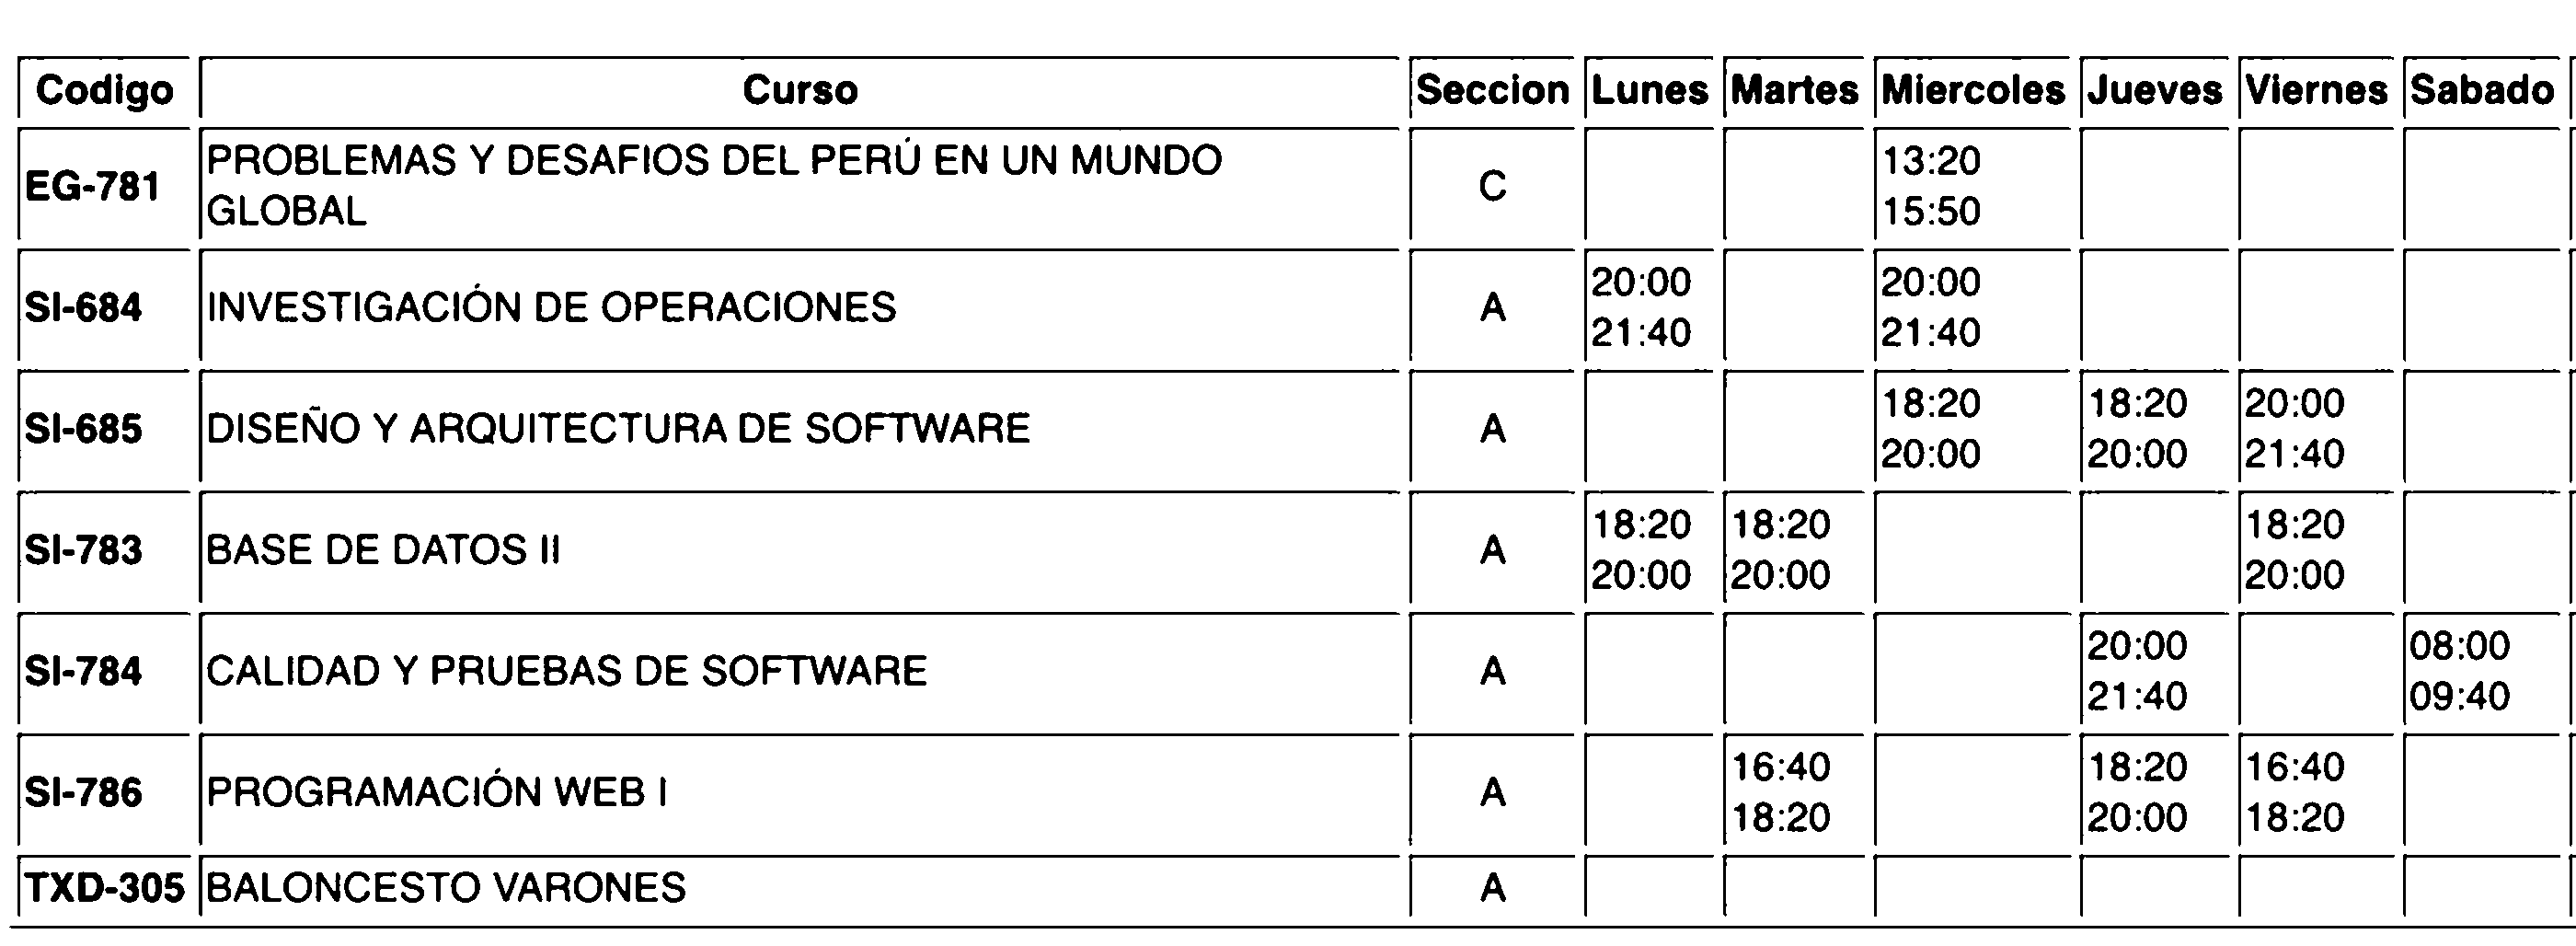 Codigo Curso Seccion Lunes Martes Miercoles Jueves Viernes Sabado
EG-781 PROBLEMAS Y DESAFIOS DEL PERÚ EN UN MUNDO GLOBAL C 13:20 15:50
SI-684 INVESTIGACIÓN DE OPERACIONES A 20:00 21:40 20:00 21:40
SI-685 DISEÑO Y ARQUITECTURA DE SOFTWARE A 18:20 20:00 18:20 20:00 20:00 21:40
SI-783 BASE DE DATOS II A 18:20 20:00 18:20 20:00 18:20 20:00
SI-784 CALIDAD Y PRUEBAS DE SOFTWARE A 20:00 21:40 08:00 09:40
SI-786 PROGRAMACIÓN WEB I A 16:40 18:20 18:20 20:00 16:40 18:20
TXD-305 BALONCESTO VARONES A